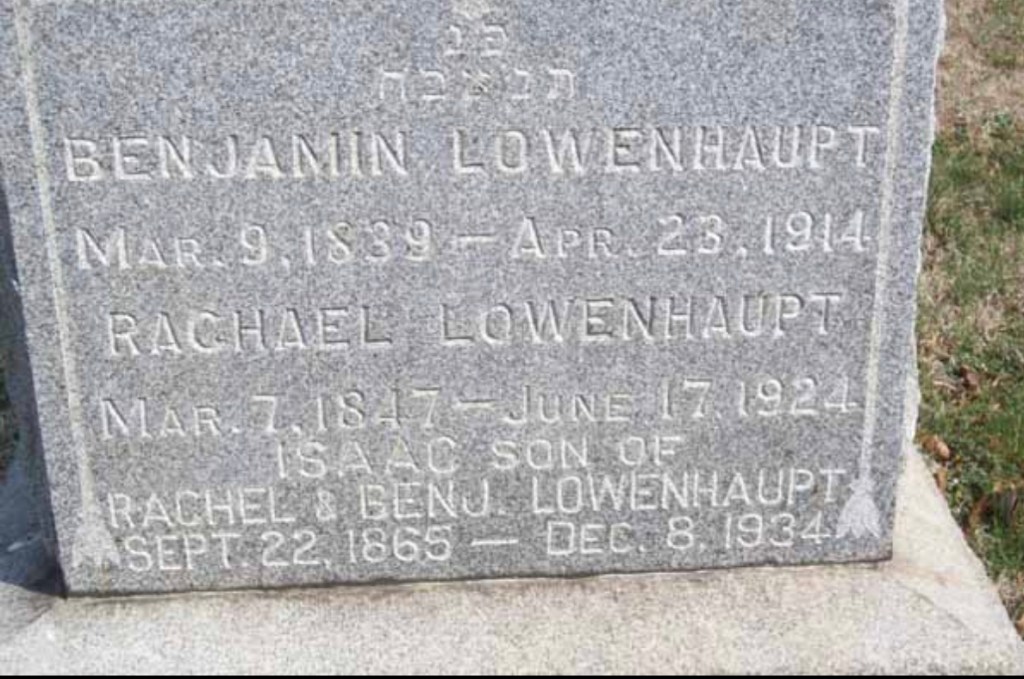 פ נ
ת נ צ ב ה
BENJAMIN LOWENHAUPT
MAR. 9, 1839 — APR. 23, 1914
RACHAEL LOWENHAUPT
MAR. 7, 1847 — JUNE 17, 1924
ISAAC SON OF
RACHEL & BENJ. LOWENHAUPT
SEPT. 22, 1865 — DEC. 8, 1934